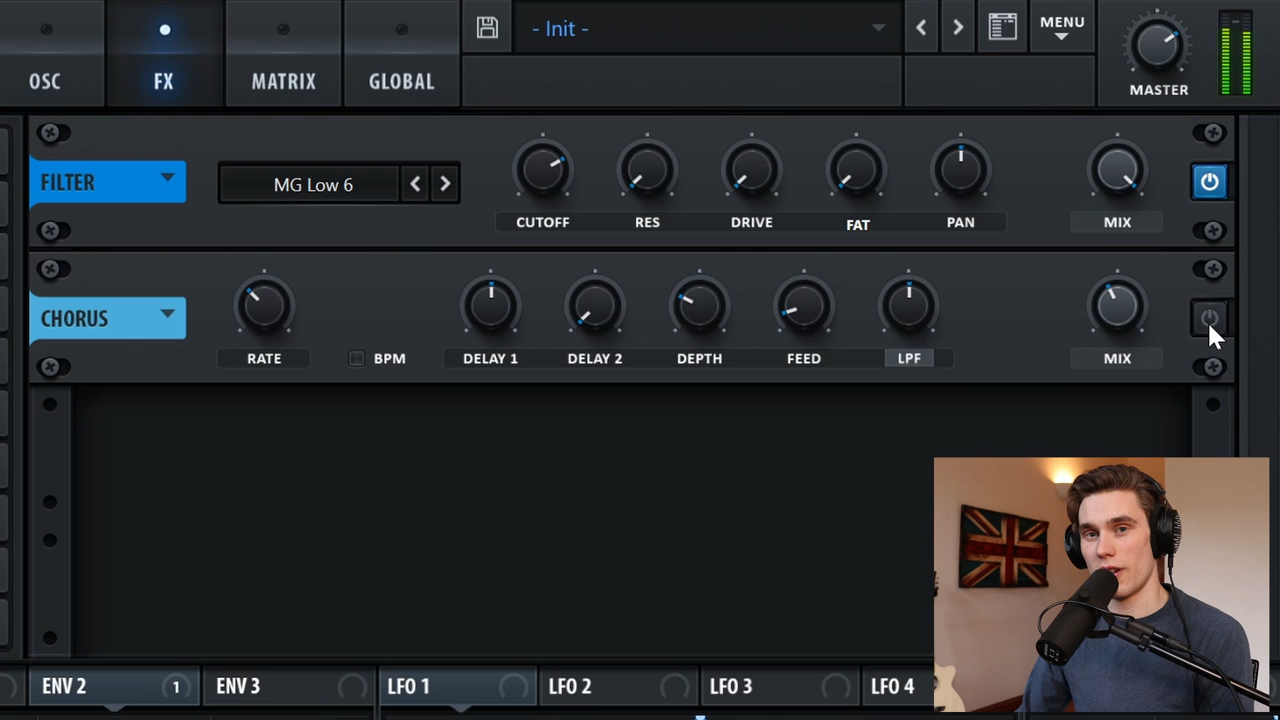 OSC
FX
MATRIX
GLOBAL
- Init -
MENU
MASTER
FILTER
MG Low 6
CUTOFF
RES
DRIVE
FAT
PAN
MIX
CHORUS
RATE
BPM
DELAY 1
DELAY 2
DEPTH
FEED
LPF
MIX
ENV 2
1
ENV 3
LFO 1
LFO 2
LFO 3
LFO 4